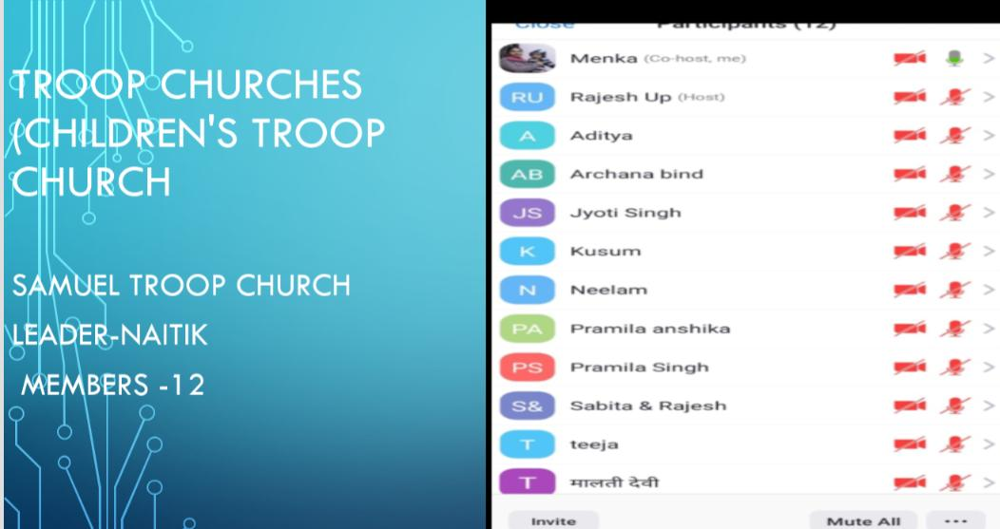 TROOP CHURCHES
(CHILDREN'S TROOP
CHURCH
SAMUEL TROOP CHURCH
LEADER-NAITIK
MEMBERS -12
Close Participants (12)
Menka (Co-host, me)
RU Rajesh Up (Host)
A Aditya
AB Archana bind
JS Jyoti Singh
K Kusum
N Neelam
PA Pramila anshika
PS Pramila Singh
S& Sabita & Rajesh
T teeja
T मालती देवी
Invite Mute All ...